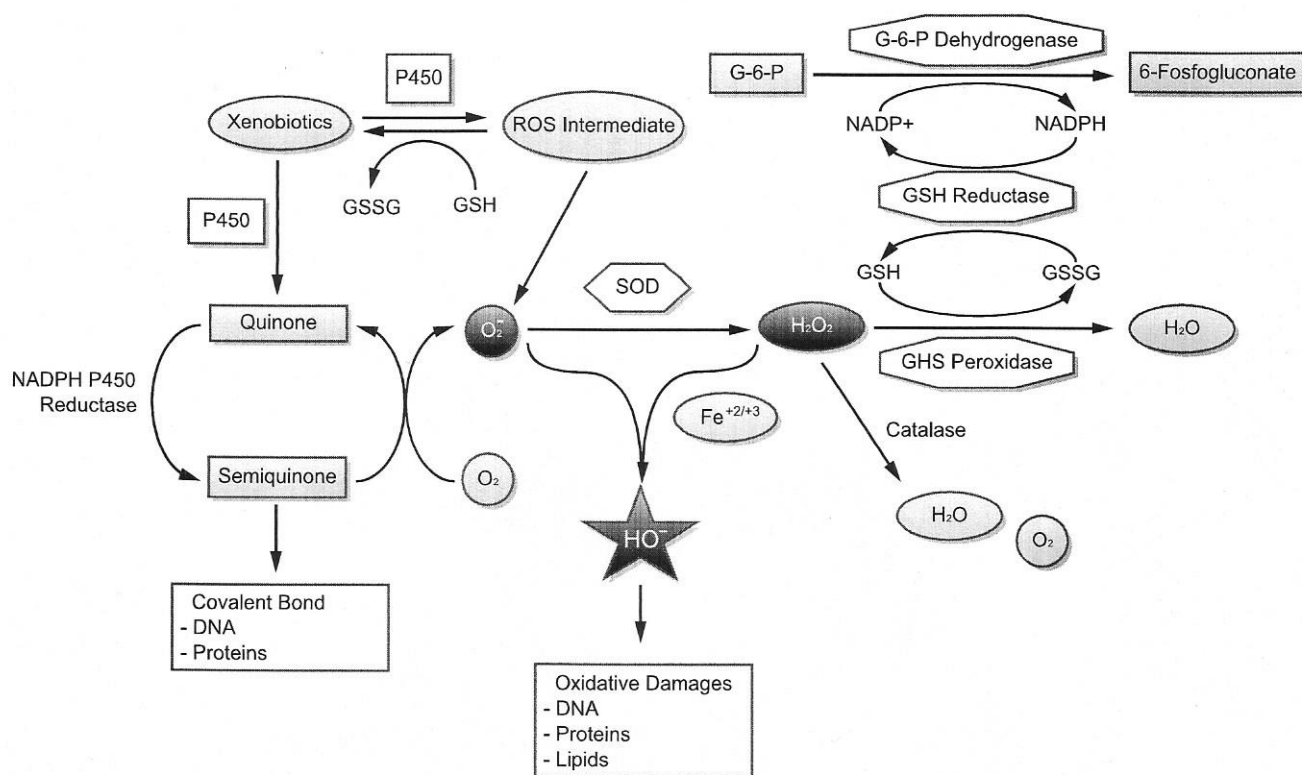 G-6-P Dehydrogenase
P450
G-6-P
6-Fosfogluconate
Xenobiotics
ROS Intermediate
NADP+
NADPH
GSSG
GSH
GSH Reductase
P450
GSH
GSSG
SOD
Quinone
O₂⁻
H₂O₂
H₂O
GHS Peroxidase
NADPH P450
Reductase
Fe⁺²/⁺³
Catalase
Semiquinone
O₂
H₂O
O₂
HO⁻
Covalent Bond
- DNA
- Proteins
Oxidative Damages
- DNA
- Proteins
- Lipids